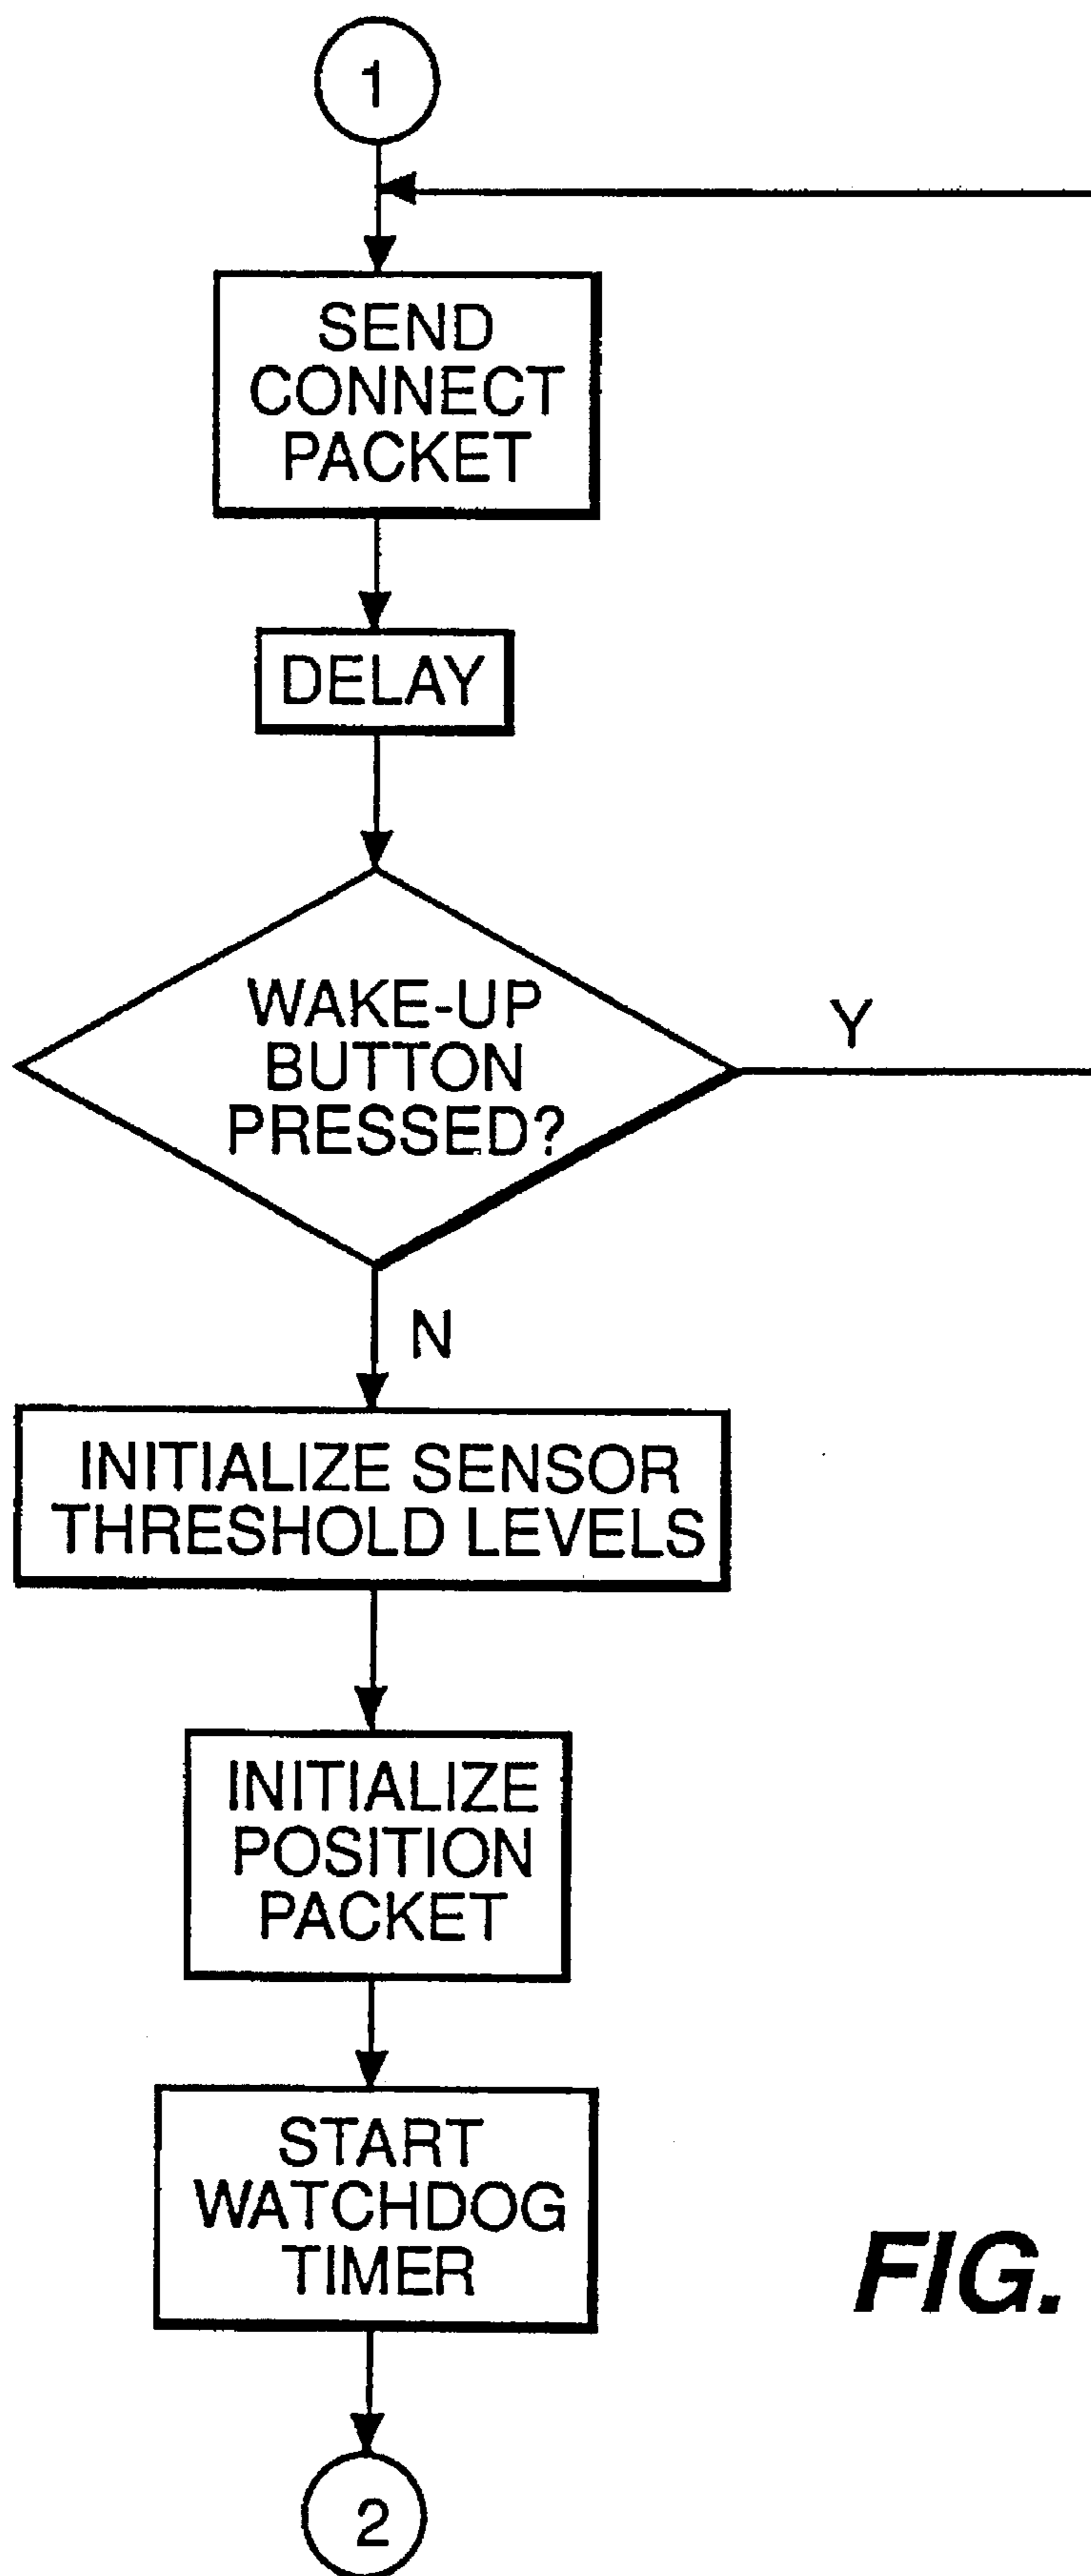 1
SEND
CONNECT
PACKET
DELAY
WAKE-UP
BUTTON
PRESSED?
Y
N
INITIALIZE SENSOR
THRESHOLD LEVELS
INITIALIZE
POSITION
PACKET
START
WATCHDOG
TIMER
FIG.
2